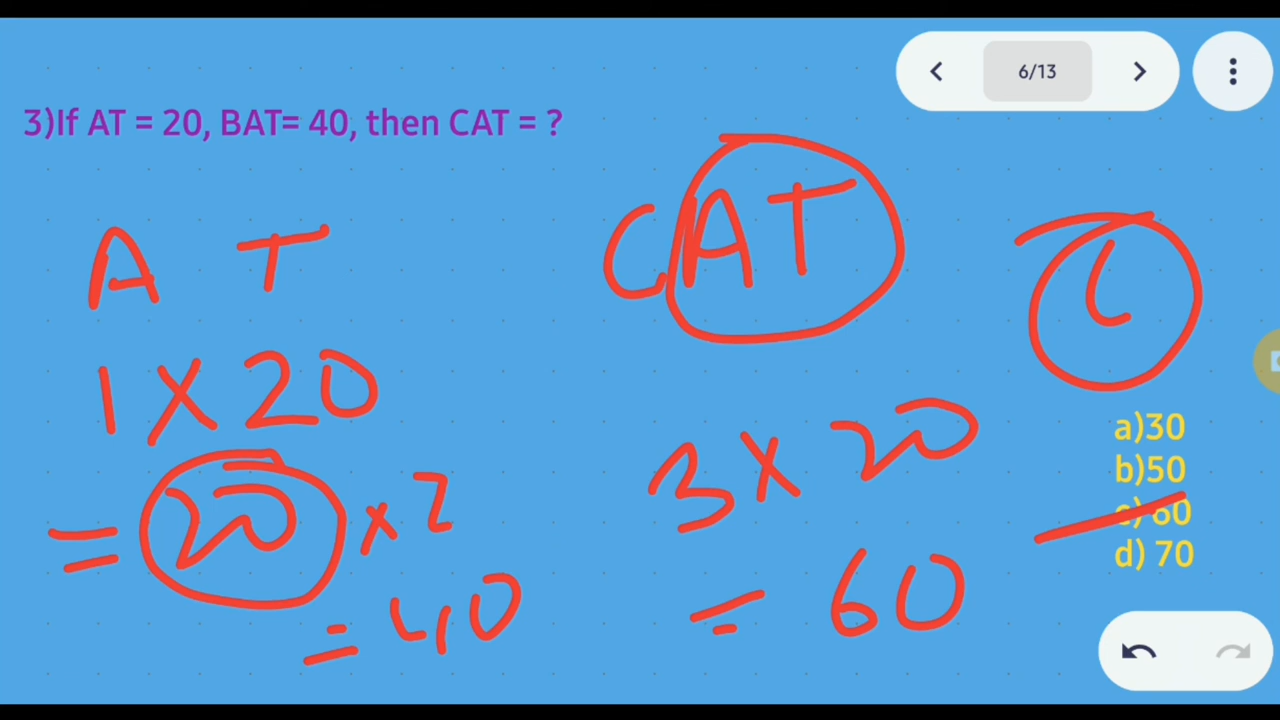 6/13
3)If AT = 20, BAT= 40, then CAT = ?
A T
1 X 20
= 20 x 2
= 40
CAT
3 X 20
= 60
C
a)30
b)50
c) 60
d) 70